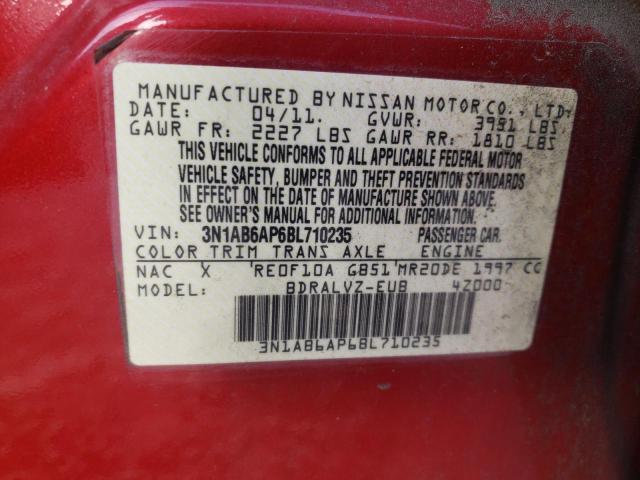 MANUFACTURED BY NISSAN MOTOR CO., LTD.
DATE: 04/11. GVWR: 3951 LBS
GAWR FR: 2227 LBS GAWR RR: 1810 LBS
THIS VEHICLE CONFORMS TO ALL APPLICABLE FEDERAL MOTOR
VEHICLE SAFETY, BUMPER AND THEFT PREVENTION STANDARDS
IN EFFECT ON THE DATE OF MANUFACTURE SHOWN ABOVE.
SEE OWNER'S MANUAL FOR ADDITIONAL INFORMATION.
VIN: 3N1AB6AP6BL710235 PASSENGER CAR.
COLOR TRIM TRANS AXLE ENGINE
NAC X RE0F10A GB51 MR20DE 1997 CC
MODEL: BDRALVZ-EUB 4Z000
3N1AB6AP6BL710235